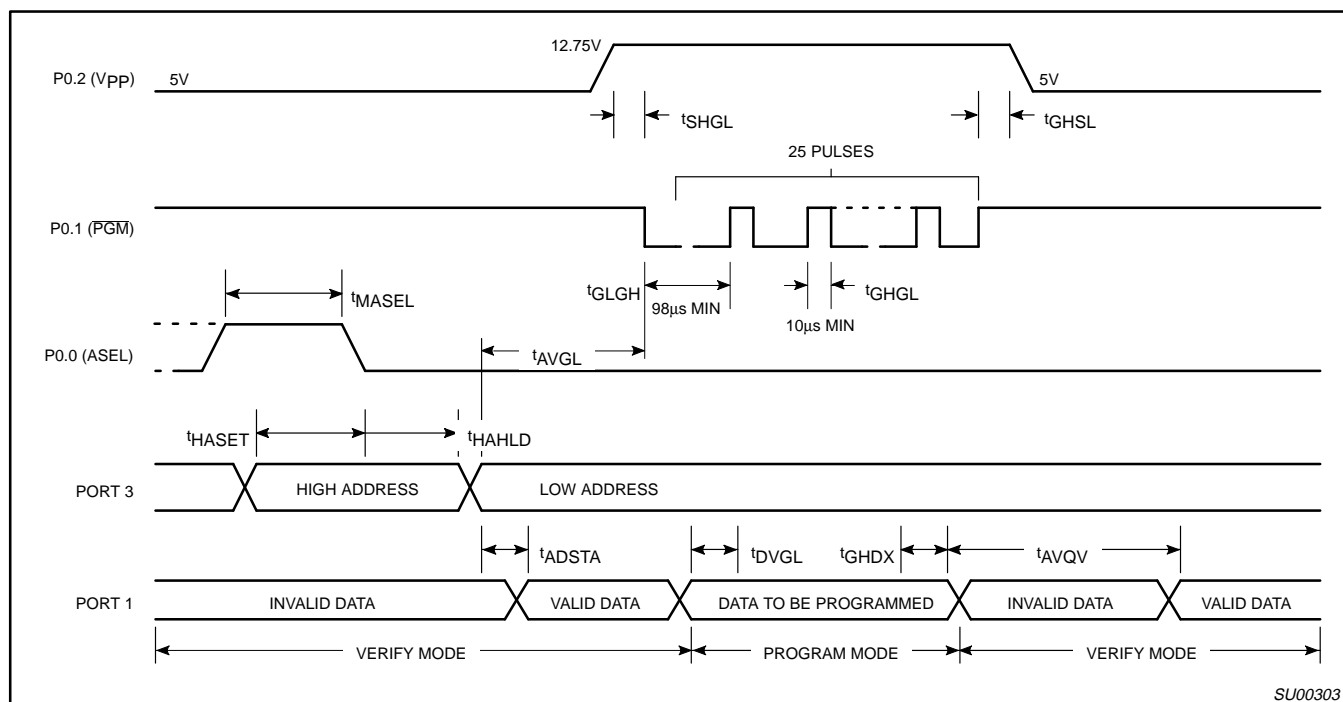 12.75V
P0.2 (VPP)
5V
5V
tSHGL
tGHSL
25 PULSES
P0.1 (P̅G̅M̅)
tMASEL
tGLGH
98µs MIN
tGHGL
10µs MIN
P0.0 (ASEL)
tAVGL
tHASET
tHAHLD
PORT 3
HIGH ADDRESS
LOW ADDRESS
tADSTA
tDVGL
tGHDX
tAVQV
PORT 1
INVALID DATA
VALID DATA
DATA TO BE PROGRAMMED
INVALID DATA
VALID DATA
VERIFY MODE
PROGRAM MODE
VERIFY MODE
SU00303